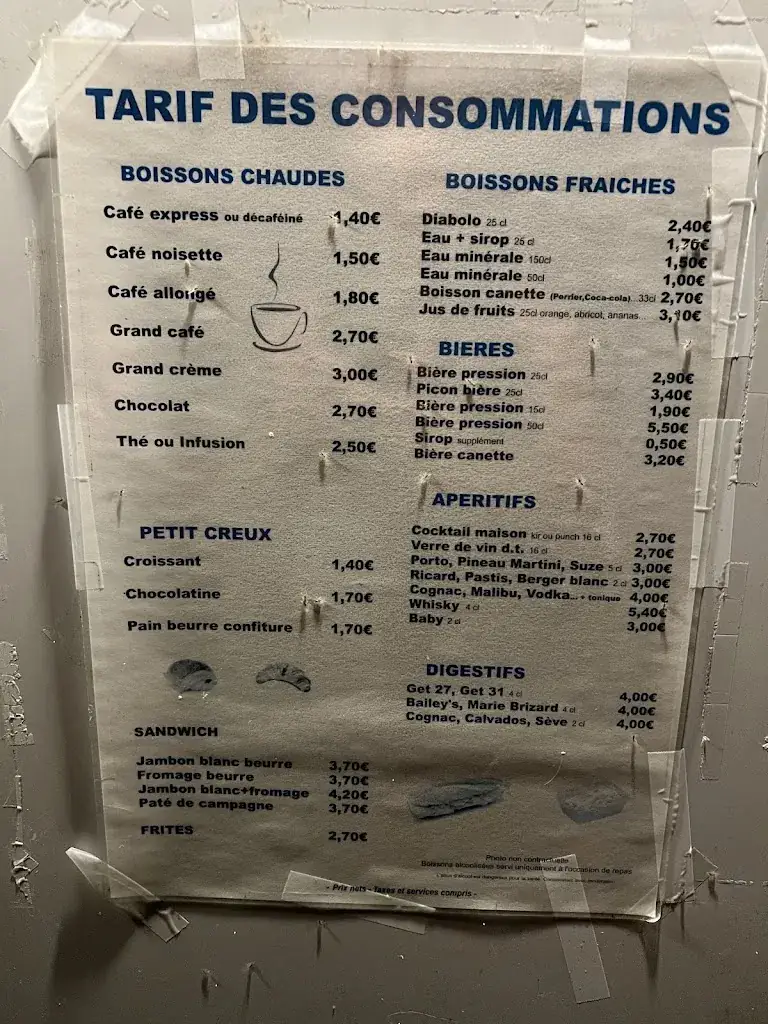 TARIF DES CONSOMMATIONS
BOISSONS CHAUDES
Café express ou décaféiné 1,40€
Café noisette 1,50€
Café allongé 1,80€
Grand café 2,70€
Grand crème 3,00€
Chocolat 2,70€
Thé ou Infusion 2,50€
PETIT CREUX
Croissant 1,40€
Chocolatine 1,70€
Pain beurre confiture 1,70€
SANDWICH
Jambon blanc beurre 3,70€
Fromage beurre 3,70€
Jambon blanc+fromage 4,20€
Paté de campagne 3,70€
FRITES 2,70€
BOISSONS FRAICHES
Diabolo 25 cl 2,40€
Eau + sirop 25 cl 1,70€
Eau minérale 150cl 1,50€
Eau minérale 50cl 1,00€
Boisson canette (Perrier,Coca-cola)...33cl 2,70€
Jus de fruits 25cl orange, abricot, ananas... 3,10€
BIERES
Bière pression 25cl 2,90€
Picon bière 25cl 3,40€
Bière pression 15cl 1,90€
Bière pression 50cl 5,50€
Sirop supplément 0,50€
Bière canette 3,20€
APERITIFS
Cocktail maison kir ou punch 16 cl 2,70€
Verre de vin d.t. 16 cl 2,70€
Porto, Pineau Martini, Suze 5 cl 3,00€
Ricard, Pastis, Berger blanc 2 cl 3,00€
Cognac, Malibu, Vodka... + tonique 4,00€
Whisky 4 cl 5,40€
Baby 2 cl 3,00€
DIGESTIFS
Get 27, Get 31 4 cl 4,00€
Bailey's, Marie Brizard 4 cl 4,00€
Cognac, Calvados, Sève 2 cl 4,00€
Photo non contractuelle
Boissons alcoolisées servi uniquement à l'occasion de repas
L'abus d'alcool est dangereux pour la santé. Consommez avec modération.
- Prix nets - Taxes et services compris -